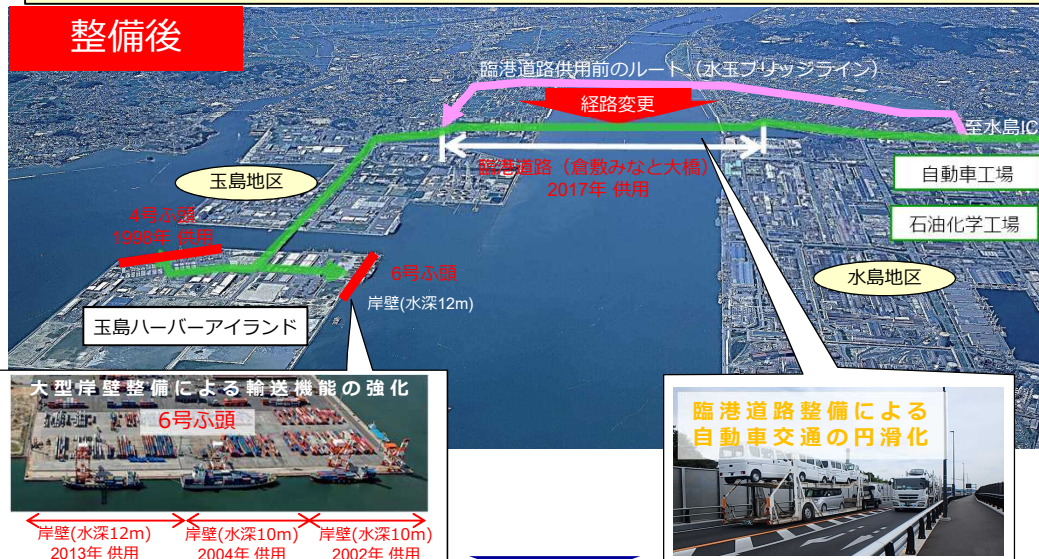 整備後
臨港道路供用前のルート（水玉ブリッジライン）
経路変更
至水島IC
臨港道路（倉敷みなと大橋）
2017年 供用
自動車工場
玉島地区
石油化学工場
4号ふ頭
1998年 供用
6号ふ頭
水島地区
岸壁(水深12m)
玉島ハーバーアイランド
大型岸壁整備による輸送機能の強化
6号ふ頭
臨港道路整備による
自動車交通の円滑化
岸壁(水深12m)
2013年 供用
岸壁(水深10m)
2004年 供用
岸壁(水深10m)
2002年 供用